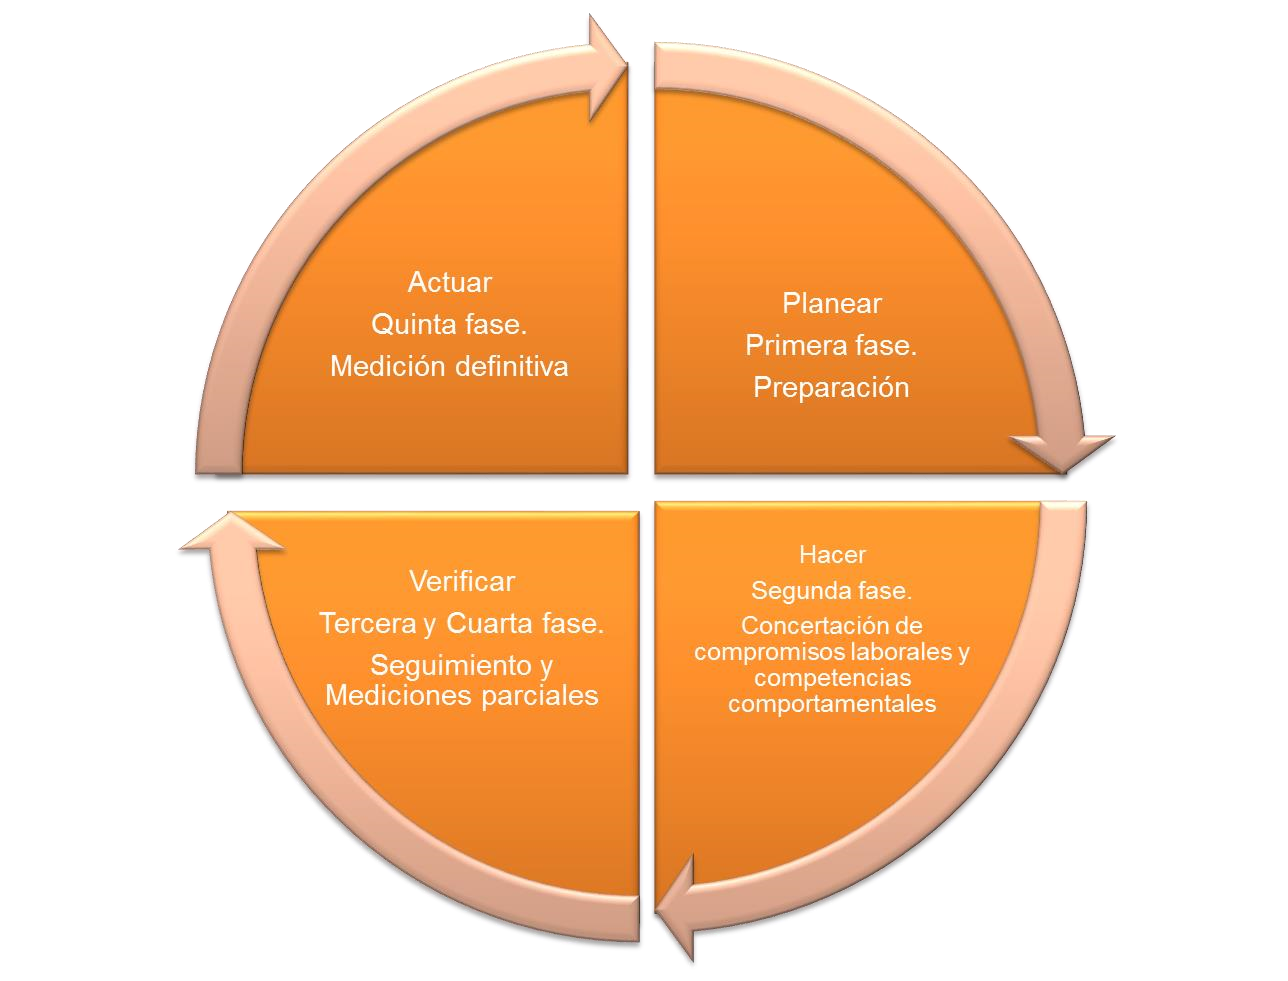 Actuar
Quinta fase.
Medición definitiva
Planear
Primera fase.
Preparación
Verificar
Tercera y Cuarta fase.
Seguimiento y
Mediciones parciales
Hacer
Segunda fase.
Concertación de
compromisos laborales y
competencias
comportamentales